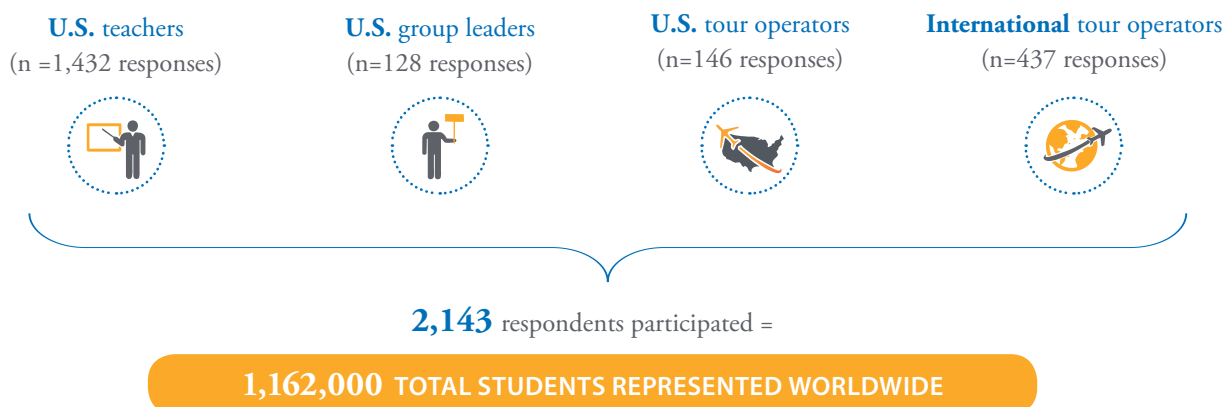 U.S. teachers
(n =1,432 responses)
U.S. group leaders
(n=128 responses)
U.S. tour operators
(n=146 responses)
International tour operators
(n=437 responses)
2,143 respondents participated =
1,162,000 TOTAL STUDENTS REPRESENTED WORLDWIDE